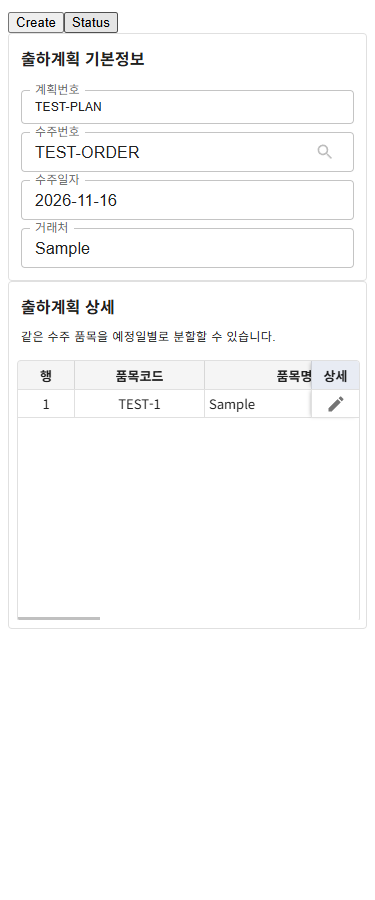 Create Status
출하계획 기본정보
계획번호
TEST-PLAN
수주번호
TEST-ORDER
수주일자
2026-11-16
거래처
Sample
출하계획 상세
같은 수주 품목을 예정일별로 분할할 수 있습니다.
행 품목코드 품목명 상세
1 TEST-1 Sample